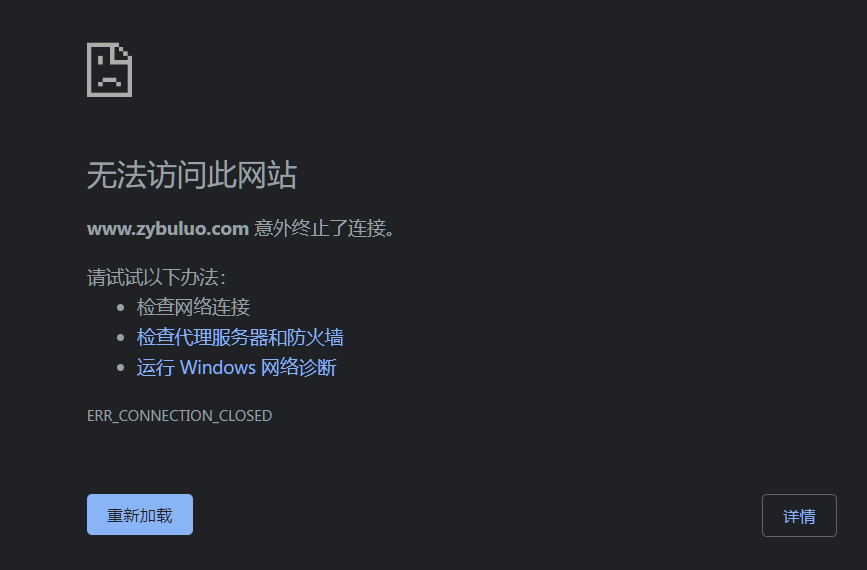 无法访问此网站
www.zybuluo.com 意外终止了连接。
请试试以下办法：
检查网络连接
检查代理服务器和防火墙
运行 Windows 网络诊断
ERR_CONNECTION_CLOSED
重新加载
详情